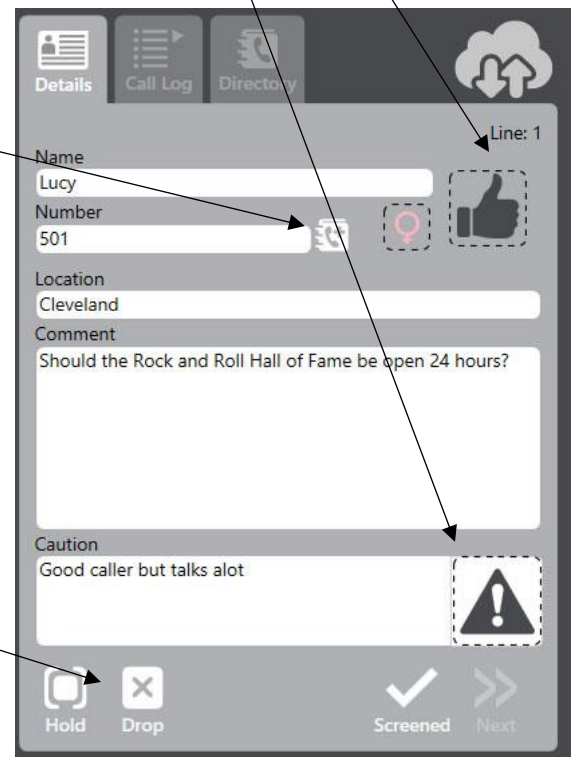 Details Call Log Directory
Line: 1
Name
Lucy
Number
501
Location
Cleveland
Comment
Should the Rock and Roll Hall of Fame be open 24 hours?
Caution
Good caller but talks alot
Hold Drop Screened Next